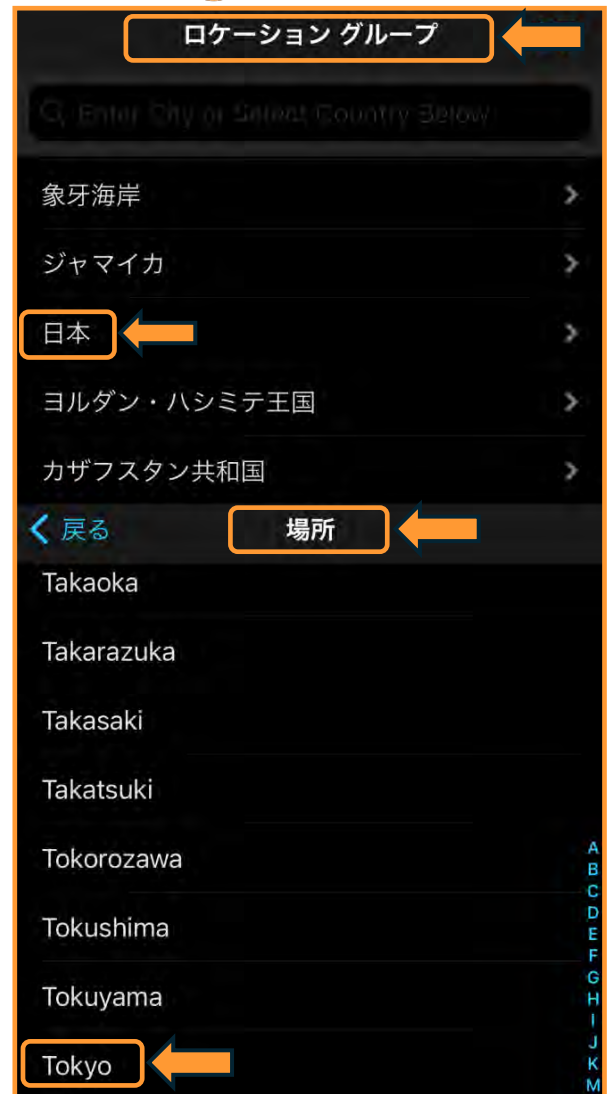 ロケーション グループ
Enter City or Select Country Below
象牙海岸
ジャマイカ
日本
ヨルダン・ハシミテ王国
カザフスタン共和国
戻る
場所
Takaoka
Takarazuka
Takasaki
Takatsuki
Tokorozawa
Tokushima
Tokuyama
Tokyo
A
B
C
D
E
F
G
H
I
J
K
M